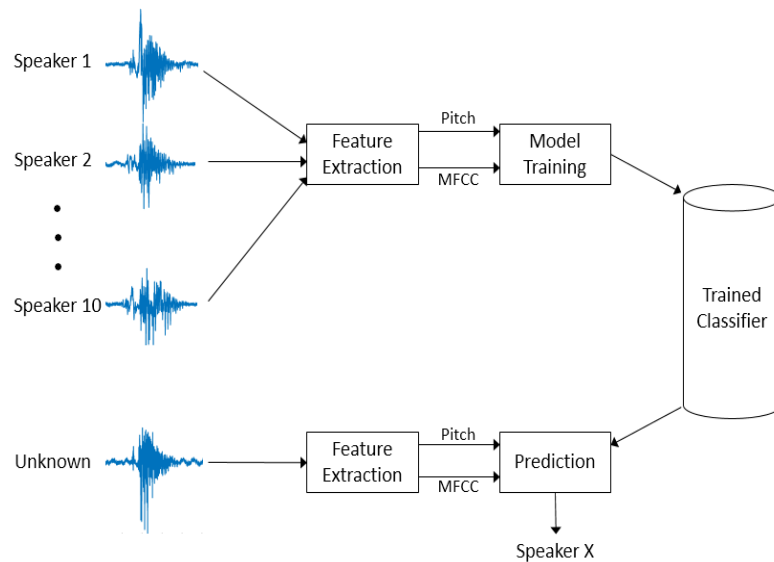 Speaker 1
Speaker 2
Speaker 10
Feature
Extraction
Pitch
MFCC
Model
Training
Trained
Classifier
Unknown
Feature
Extraction
Pitch
MFCC
Prediction
Speaker X